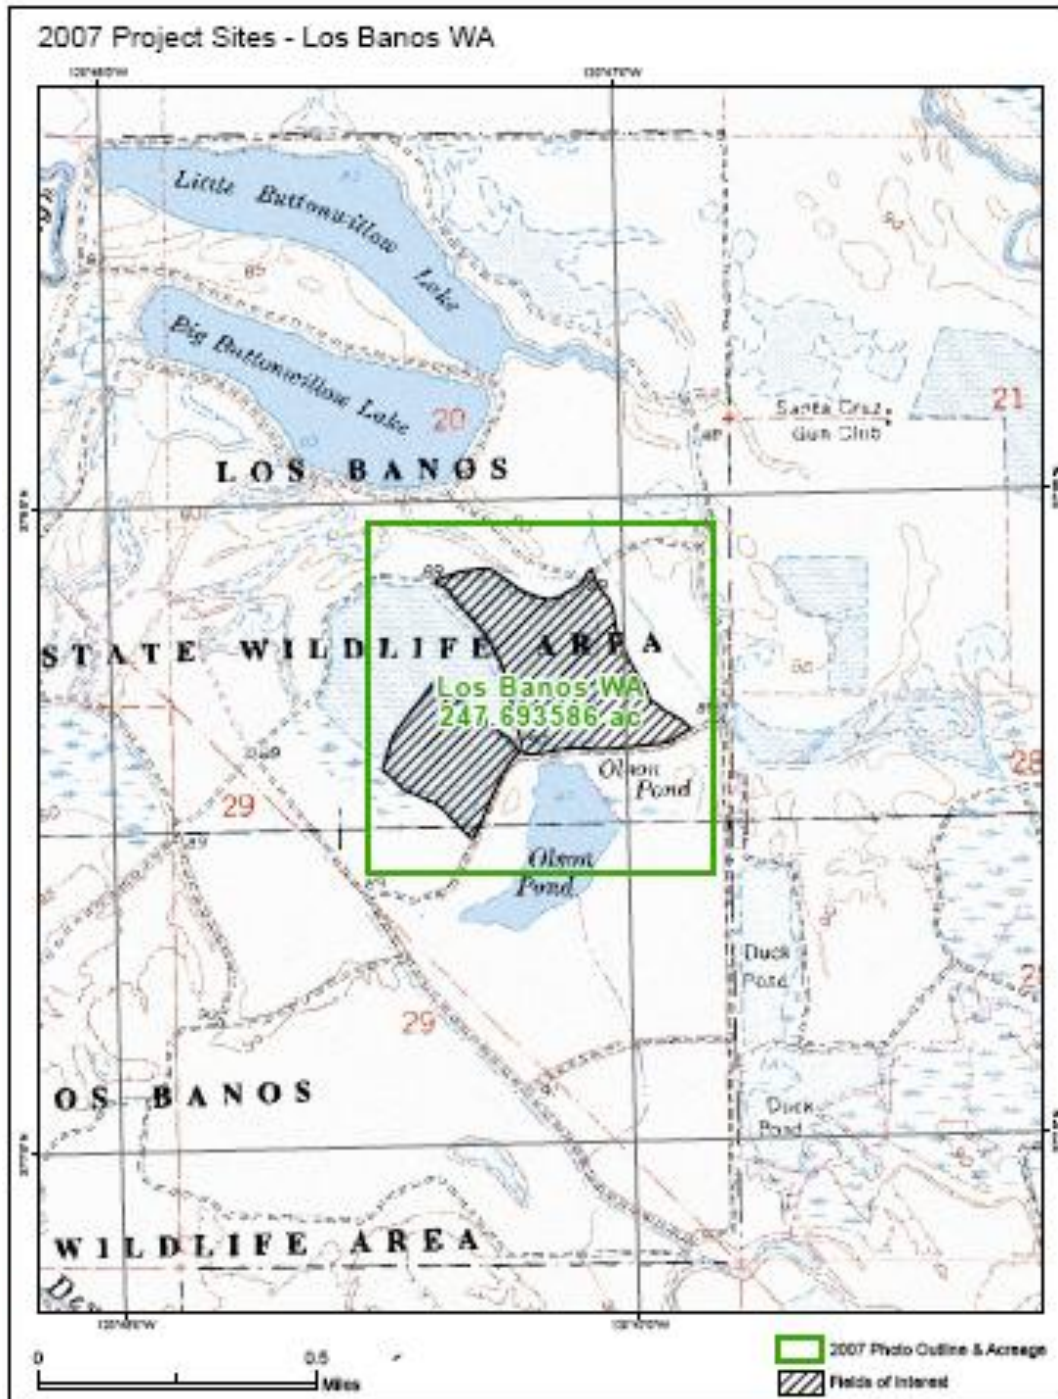 2007 Project Sites - Los Banos WA
Little Buttonwillow Lake
85
Big Buttonwillow Lake
20
21
Santa Cruz
Gun Club
LOS BANOS
STATE WILDLIFE AREA
Los Banos WA
247.693586 ac
Olson
Pond
28
29
89
Olson
Pond
Duck
Pond
29
OS BANOS
Duck
Pond
WILDLIFE AREA
0 0.5
Miles
2007 Photo Outline & Acreage
Fields of Interest